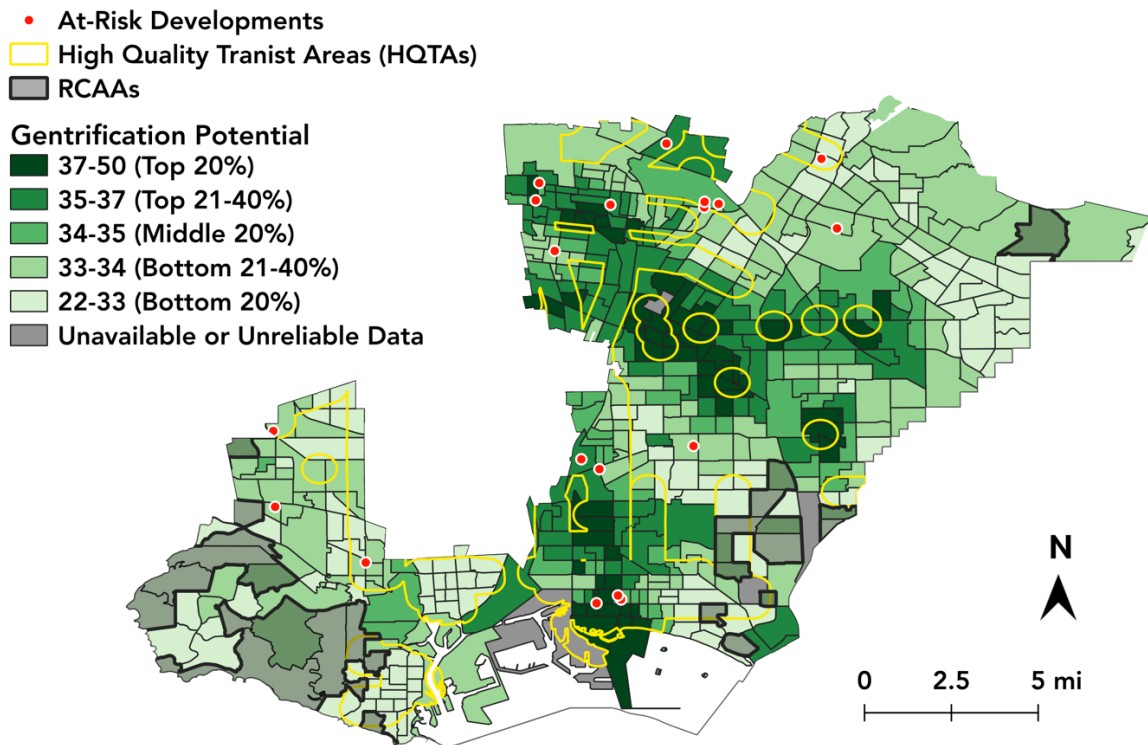 At-Risk Developments
High Quality Tranist Areas (HQTAs)
RCAAs
Gentrification Potential
37-50 (Top 20%)
35-37 (Top 21-40%)
34-35 (Middle 20%)
33-34 (Bottom 21-40%)
22-33 (Bottom 20%)
Unavailable or Unreliable Data
N
0 2.5 5 mi